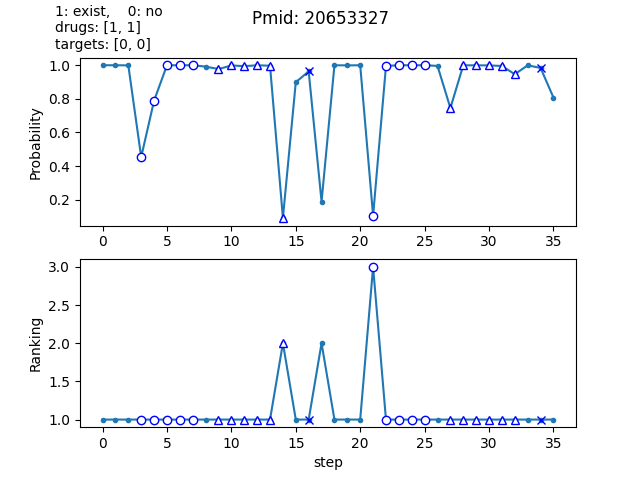 1: exist,    0: no
drugs: [1, 1]
targets: [0, 0]
Pmid: 20653327
1.0
0.8
0.6
0.4
0.2
Probability
0 5 10 15 20 25 30 35
3.0
2.5
2.0
1.5
1.0
Ranking
0 5 10 15 20 25 30 35
step